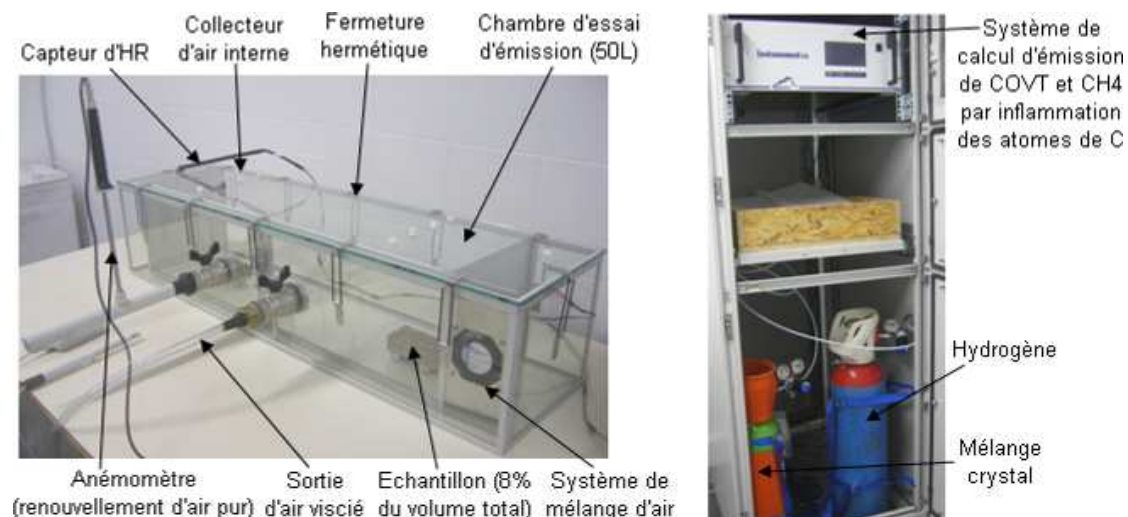 Capteur d'HR
Collecteur
d'air interne
Fermeture
hermétique
Chambre d'essai
d'émission (50L)
Anémomètre
(renouvellement d'air pur)
Sortie
d'air viscié
Echantillon (8%
du volume total)
Système de
mélange d'air
Système de
calcul d'émission
de COVT et CH4
par inflammation
des atomes de C
Hydrogène
Mélange
crystal